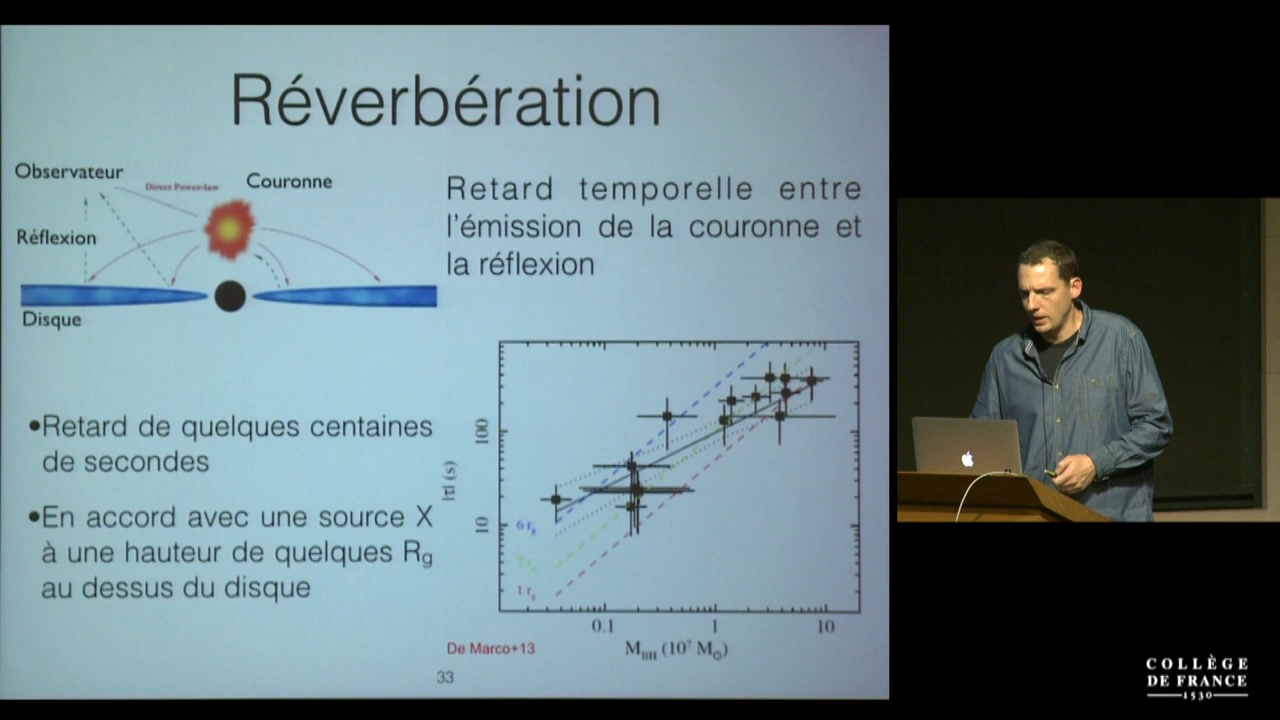 Réverbération
Observateur
Direct Power-law
Couronne
Réflexion
Disque
Retard temporelle entre
l'émission de la couronne et
la réflexion
•Retard de quelques centaines
de secondes
•En accord avec une source X
à une hauteur de quelques Rg
au dessus du disque
100
10
|τ| (s)
6 rg
2 rg
1 rg
0.1
1
10
MBH (10⁷ M⊙)
De Marco+13
33
COLLÈGE
DE FRANCE
1530